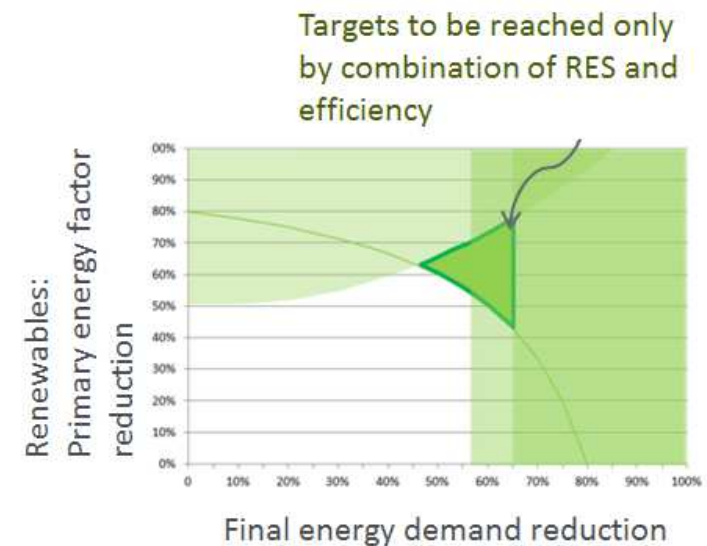 Targets to be reached only
by combination of RES and
efficiency
Renewables:
Primary energy factor
reduction
00%
90%
80%
70%
60%
50%
40%
30%
20%
10%
0%
0 10% 20% 30% 40% 50% 60% 70% 80% 90% 100%
Final energy demand reduction